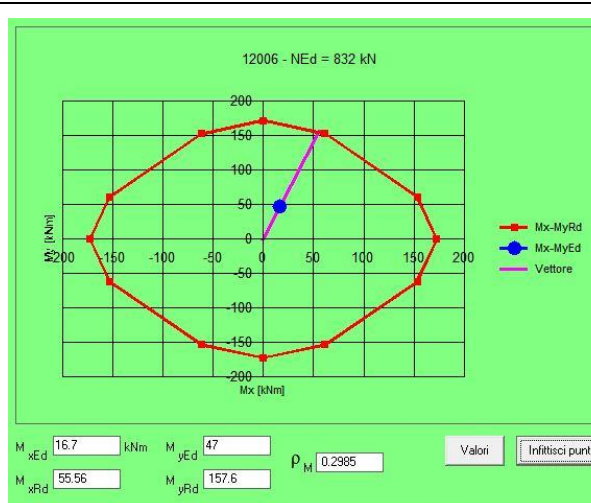 12006 - NEd = 832 kN
200
150
100
50
0
-200 -150 -100 -50 0 50 100 150 200
-50
-100
-150
-200
My [kNm]
Mx [kNm]
Mx-MyRd
Mx-MyEd
Vettore
M xEd 16.7 kNm M yEd 47
M xRd 55.56 M yRd 157.6
ρ M 0.2985
Valori
Infittisci punt